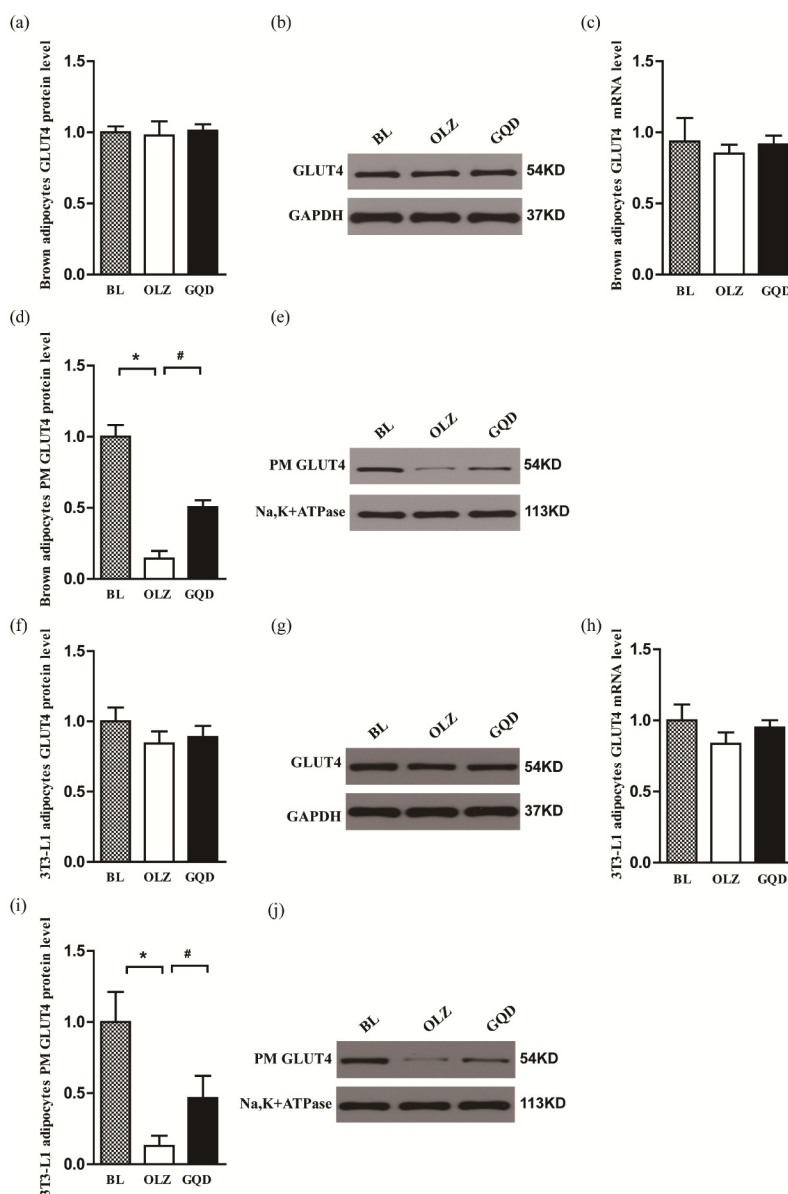 (a)
Brown adipocytes GLUT4 protein level
1.5
1.0
0.5
0.0
BL OLZ GQD
(b)
BL OLZ GQD
GLUT4 54KD
GAPDH 37KD
(c)
Brown adipocytes GLUT4 mRNA level
1.5
1.0
0.5
0.0
BL OLZ GQD
(d)
Brown adipocytes PM GLUT4 protein level
1.5
* #
1.0
0.5
0.0
BL OLZ GQD
(e)
BL OLZ GQD
PM GLUT4 54KD
Na,K+ATPase 113KD
(f)
3T3-L1 adipocytes GLUT4 protein level
1.5
1.0
0.5
0.0
BL OLZ GQD
(g)
BL OLZ GQD
GLUT4 54KD
GAPDH 37KD
(h)
3T3-L1 adipocytes GLUT4 mRNA level
1.5
1.0
0.5
0.0
BL OLZ GQD
(i)
3T3-L1 adipocytes PM GLUT4 protein level
1.5
* #
1.0
0.5
0.0
BL OLZ GQD
(j)
BL OLZ GQD
PM GLUT4 54KD
Na,K+ATPase 113KD